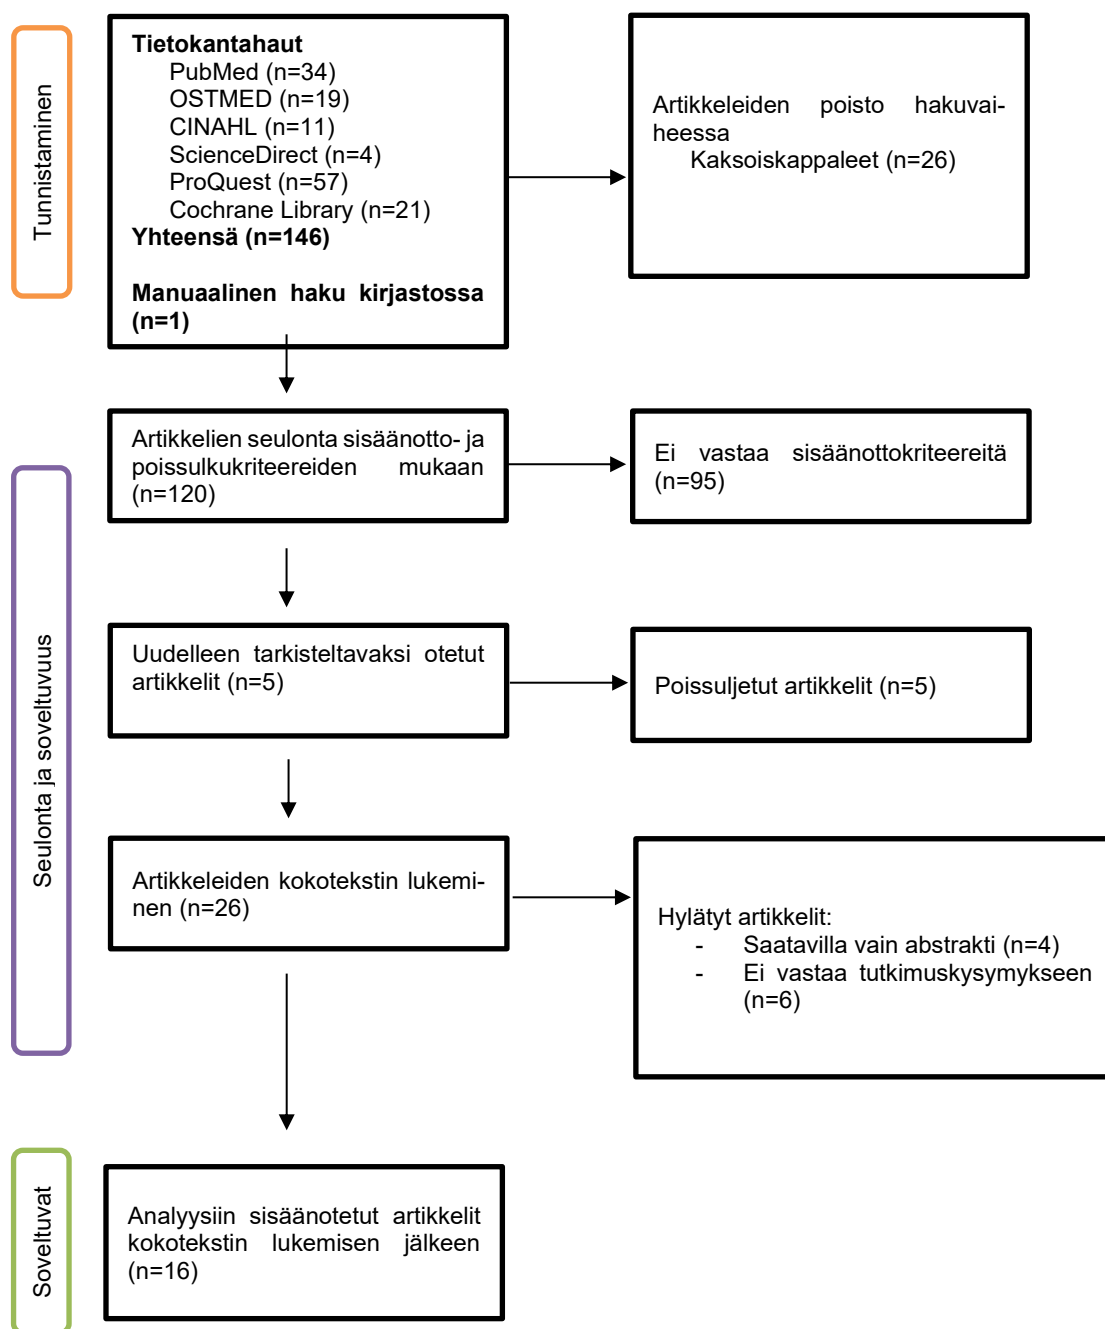 Tunnistaminen
Tietokantahaut
PubMed (n=34)
OSTMED (n=19)
CINAHL (n=11)
ScienceDirect (n=4)
ProQuest (n=57)
Cochrane Library (n=21)
Yhteensä (n=146)
Manuaalinen haku kirjastossa
(n=1)
Artikkeleiden poisto hakuvai-
heessa
Kaksoiskappaleet (n=26)
Seulonta ja soveltuvuus
Artikkelien seulonta sisäänotto- ja
poissulkukriteereiden mukaan
(n=120)
Ei vastaa sisäänottokriteereitä
(n=95)
Uudelleen tarkisteltavaksi otetut
artikkelit (n=5)
Poissuljetut artikkelit (n=5)
Artikkeleiden kokotekstin lukemi-
nen (n=26)
Hylätyt artikkelit:
- Saatavilla vain abstrakti (n=4)
- Ei vastaa tutkimuskysymykseen
(n=6)
Soveltuvat
Analyysiin sisäänotetut artikkelit
kokotekstin lukemisen jälkeen
(n=16)